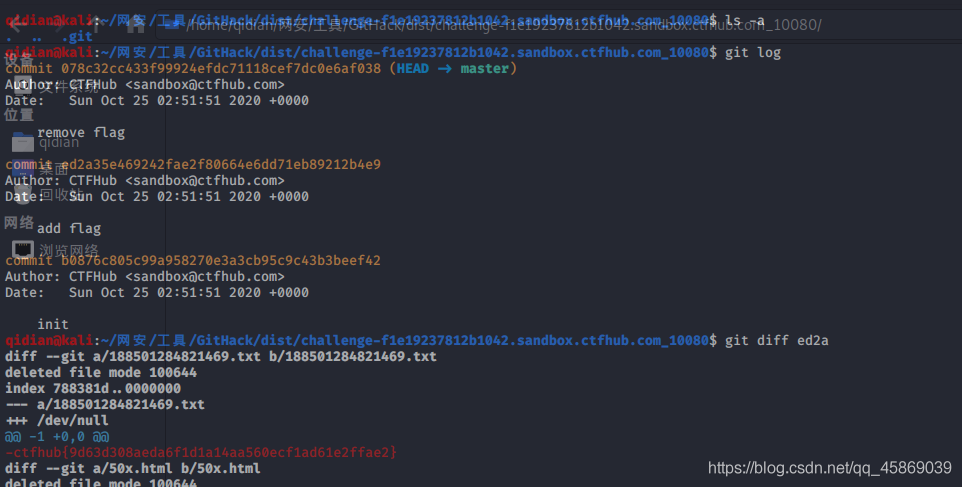 qidian@kali:~/网安/工具/GitHack/dist/challenge-f1e19237812b1042.sandbox.ctfhub.com_10080$ ls -a
/home/qidian/网安/工具/GitHack/dist/challenge-f1e19237812b1042.sandbox.ctfhub.com_10080/
. .. .git
qidian@kali:~/网安/工具/GitHack/dist/challenge-f1e19237812b1042.sandbox.ctfhub.com_10080$ git log
设备
commit 078c32cc433f99924efdc71118cef7dc0e6af038 (HEAD → master)
Author: CTFHub <sandbox@ctfhub.com>
文件系统
Date: Sun Oct 25 02:51:51 2020 +0000
位置
remove flag
qidian
commit ed2a35e469242fae2f80664e6dd71eb89212b4e9
桌面
Author: CTFHub <sandbox@ctfhub.com>
回收站
Date: Sun Oct 25 02:51:51 2020 +0000
网络
add flag
浏览网络
commit b0876c805c99a958270e3a3cb95c9c43b3beef42
Author: CTFHub <sandbox@ctfhub.com>
Date: Sun Oct 25 02:51:51 2020 +0000
init
qidian@kali:~/网安/工具/GitHack/dist/challenge-f1e19237812b1042.sandbox.ctfhub.com_10080$ git diff ed2a
diff --git a/188501284821469.txt b/188501284821469.txt
deleted file mode 100644
index 788381d..0000000
--- a/188501284821469.txt
+++ /dev/null
@@ -1 +0,0 @@
-ctfhub{9d63d308aeda6f1d1a14aa560ecf1ad61e2ffae2}
diff --git a/50x.html b/50x.html
deleted file mode 100644
https://blog.csdn.net/qq_45869039